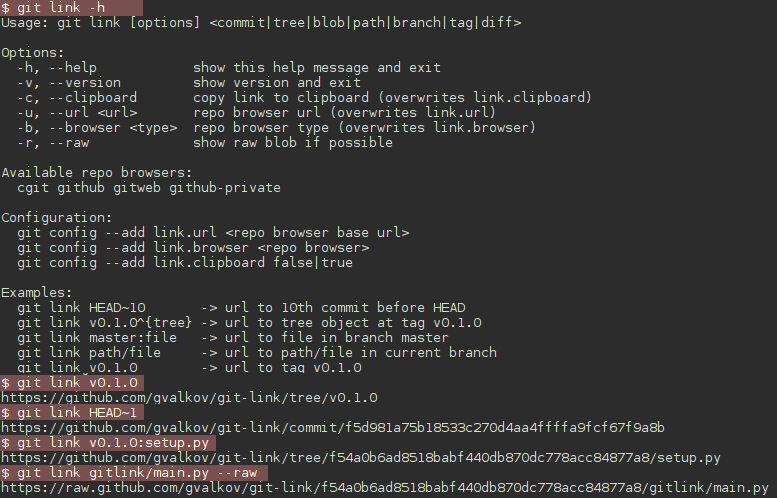 $ git link -h
Usage: git link [options] <commit|tree|blob|path|branch|tag|diff>
Options:
-h, --help show this help message and exit
-v, --version show version and exit
-c, --clipboard copy link to clipboard (overwrites link.clipboard)
-u, --url <url> repo browser url (overwrites link.url)
-b, --browser <type> repo browser type (overwrites link.browser)
-r, --raw show raw blob if possible
Available repo browsers:
cgit github gitweb github-private
Configuration:
git config --add link.url <repo browser base url>
git config --add link.browser <repo browser>
git config --add link.clipboard false|true
Examples:
git link HEAD~10 -> url to 10th commit before HEAD
git link v0.1.0^{tree} -> url to tree object at tag v0.1.0
git link master:file -> url to file in branch master
git link path/file -> url to path/file in current branch
git link v0.1.0 -> url to tag v0.1.0
$ git link v0.1.0
https://github.com/gvalkov/git-link/tree/v0.1.0
$ git link HEAD~1
https://github.com/gvalkov/git-link/commit/f5d981a75b18533c270d4aa4ffffa9fcf67f9a8b
$ git link v0.1.0:setup.py
https://github.com/gvalkov/git-link/tree/f54a0b6ad8518babf440db870dc778acc84877a8/setup.py
$ git link gitlink/main.py --raw
https://raw.github.com/gvalkov/git-link/f54a0b6ad8518babf440db870dc778acc84877a8/gitlink/main.py